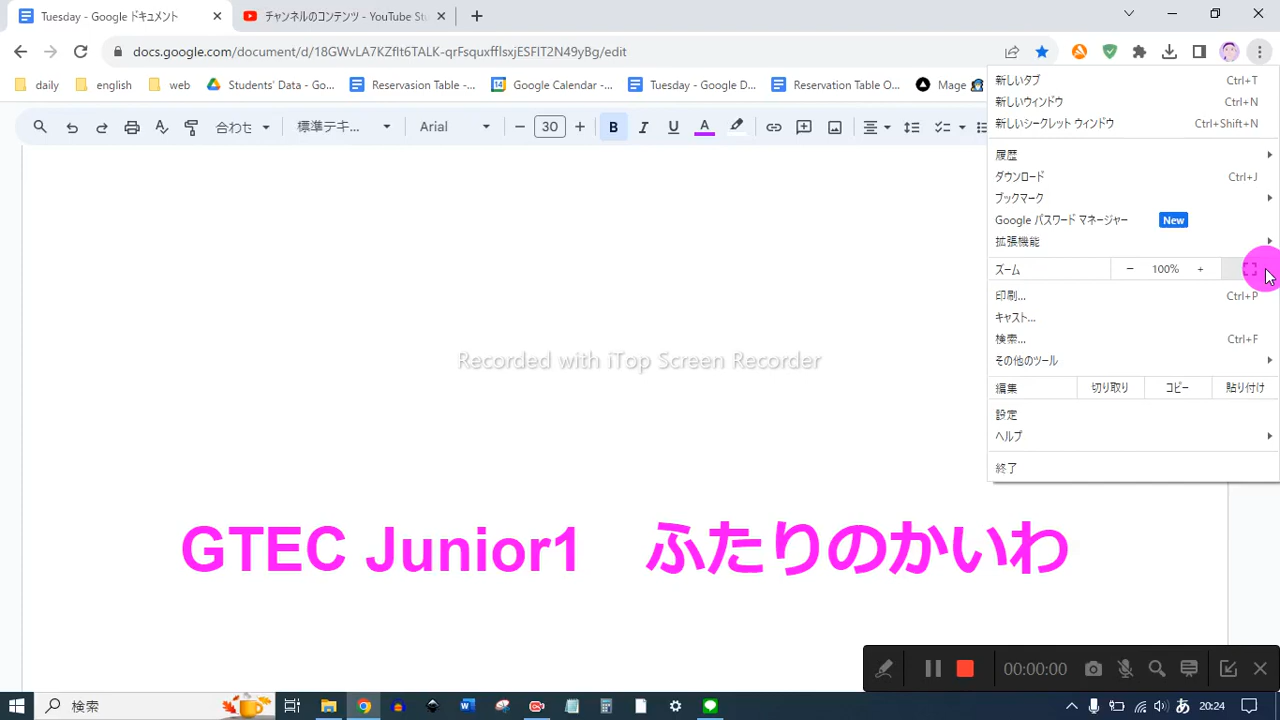 Tuesday - Google ドキュメント
チャンネルのコンテンツ - YouTube St
docs.google.com/document/d/18GWvLA7KZflt6TALK-qrFsquxfflsxjESFIT2N49yBg/edit
daily
english
web
Students' Data - Goo...
Reservasion Table -...
Google Calendar -...
Tuesday - Google D...
Reservation Table O...
Mage
合わせ
標準テキ...
Arial
30
B
I
U
A
新しいタブ Ctrl+T
新しいウィンドウ Ctrl+N
新しいシークレット ウィンドウ Ctrl+Shift+N
履歴
ダウンロード Ctrl+J
ブックマーク
Google パスワード マネージャー New
拡張機能
ズーム − 100% +
印刷... Ctrl+P
キャスト...
検索... Ctrl+F
その他のツール
編集 切り取り コピー 貼り付け
設定
ヘルプ
終了
Recorded with iTop Screen Recorder
GTEC Junior1 ふたりのかいわ
00:00:00
検索
あ
20:24